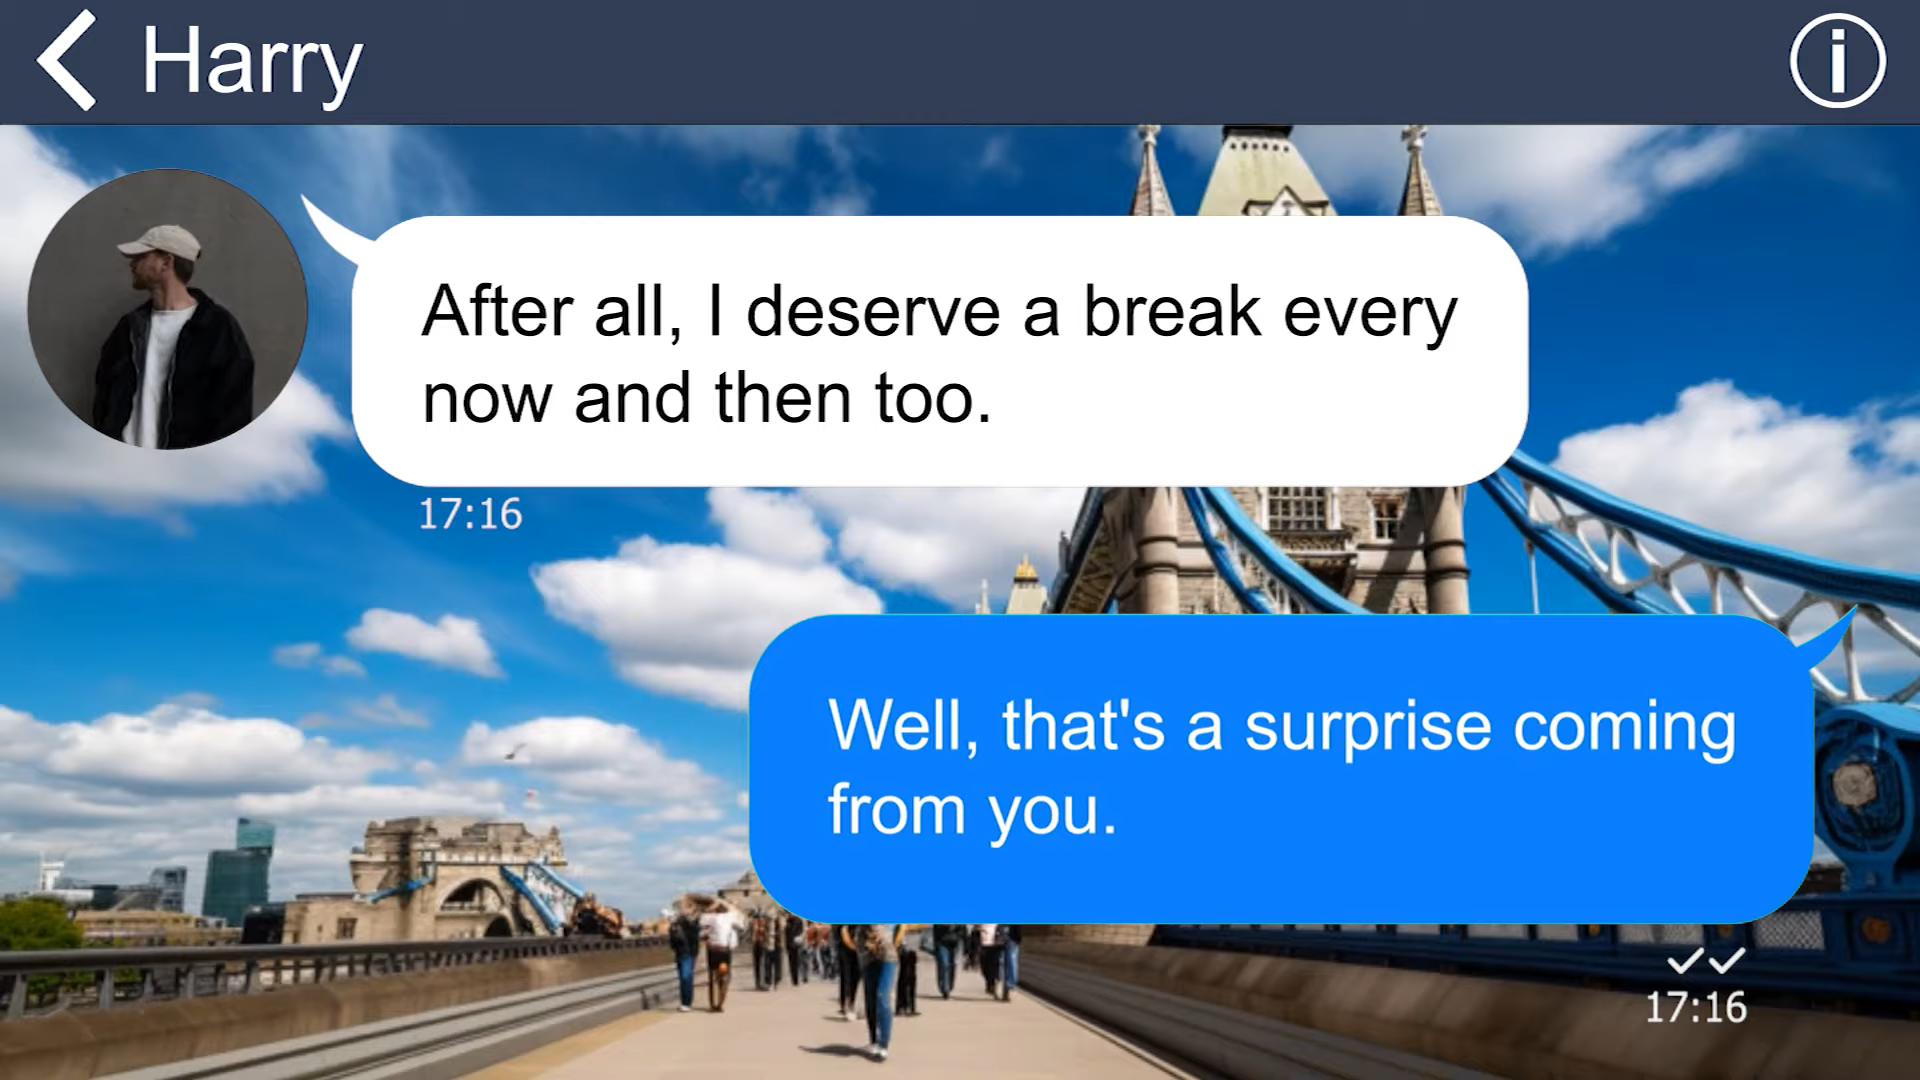 Harry
After all, I deserve a break every
now and then too.
17:16
Well, that's a surprise coming
from you.
17:16